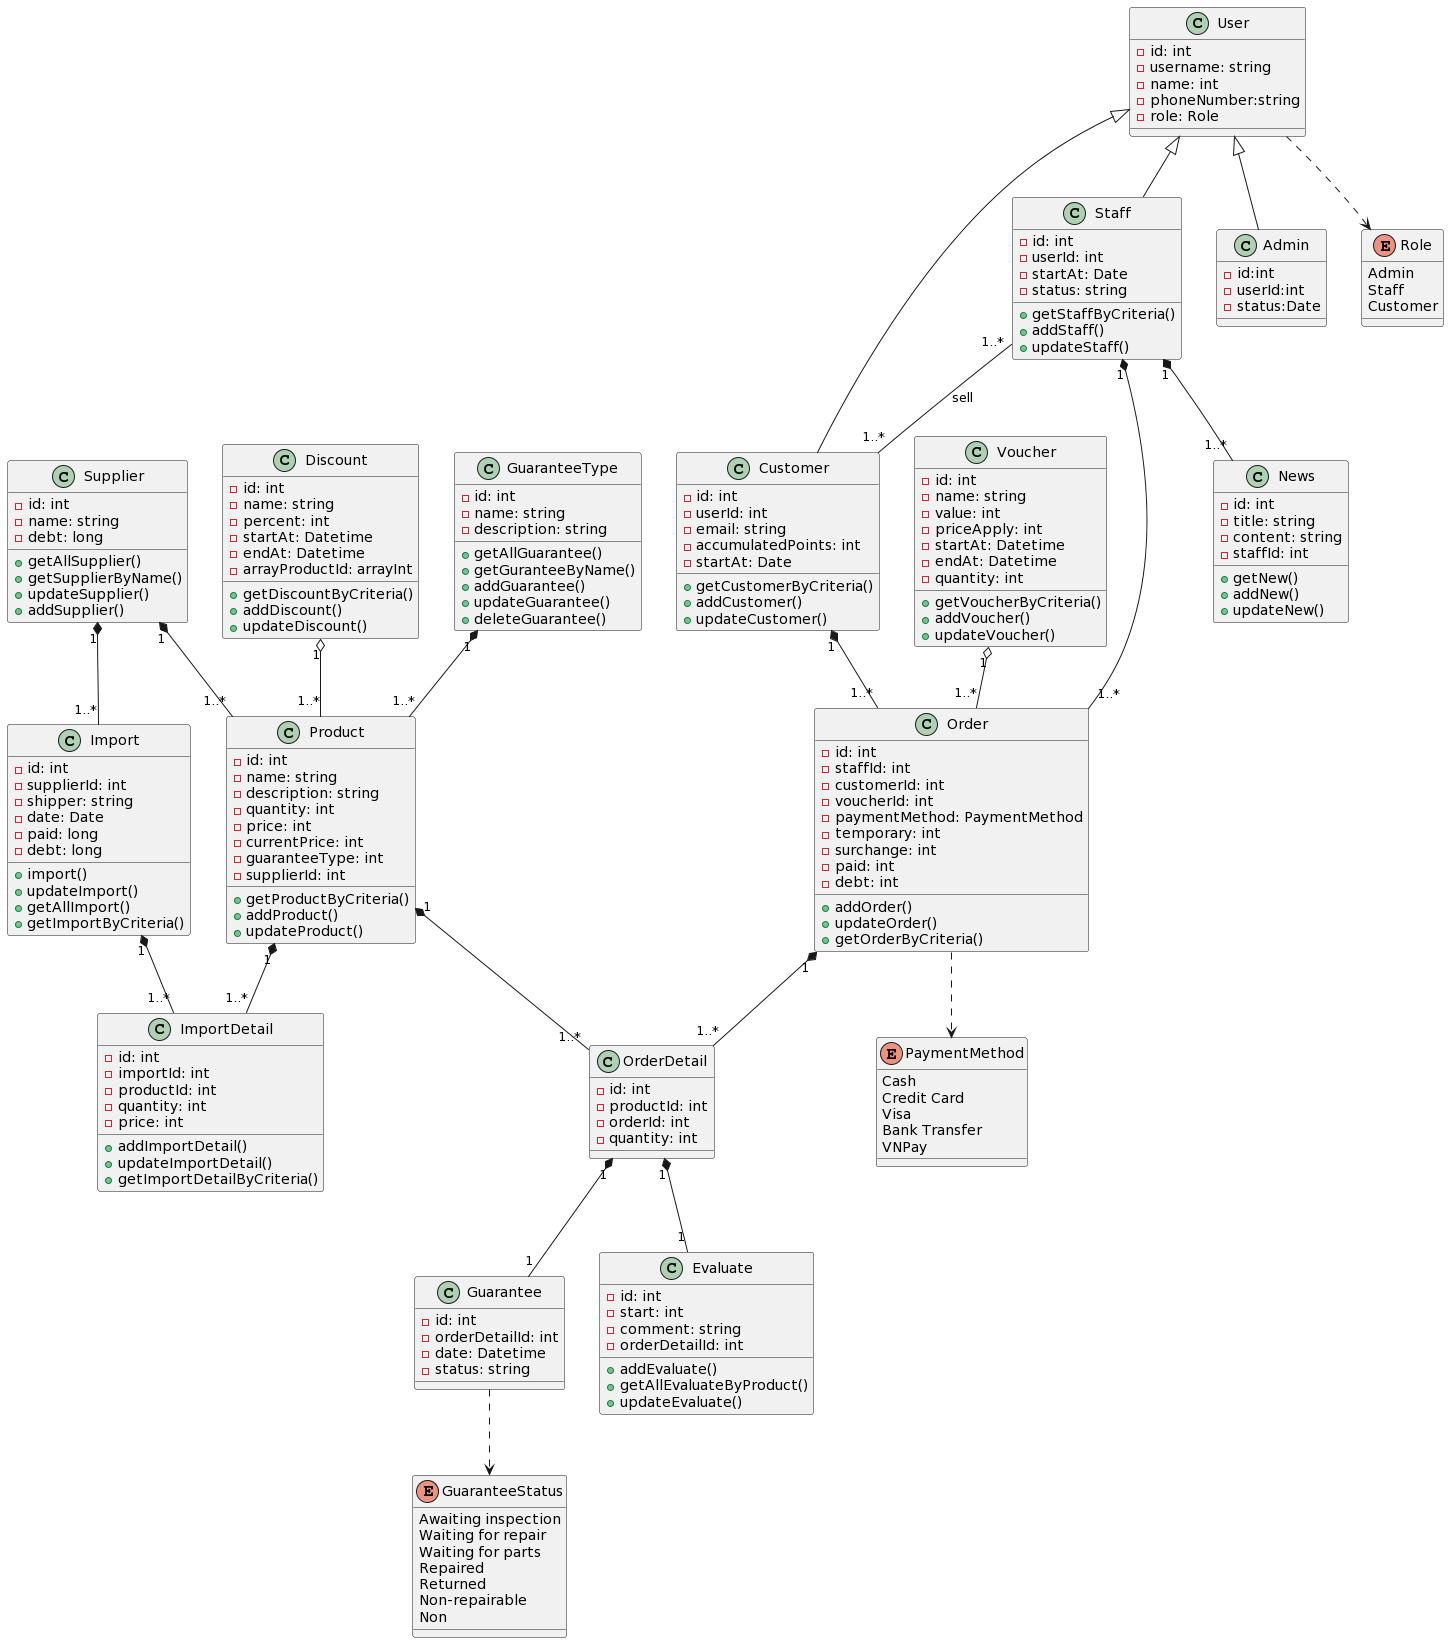 C User
id: int
username: string
name: int
phoneNumber:string
role: Role
C Staff
id: int
userId: int
startAt: Date
status: string
getStaffByCriteria()
addStaff()
updateStaff()
C Admin
id:int
userId:int
status:Date
E Role
Admin
Staff
Customer
1..*
1
1
sell
1..*
1..*
C Supplier
id: int
name: string
debt: long
getAllSupplier()
getSupplierByName()
updateSupplier()
addSupplier()
C Discount
id: int
name: string
percent: int
startAt: Datetime
endAt: Datetime
arrayProductId: arrayInt
getDiscountByCriteria()
addDiscount()
updateDiscount()
C GuaranteeType
id: int
name: string
description: string
getAllGuarantee()
getGuranteeByName()
addGuarantee()
updateGuarantee()
deleteGuarantee()
C Customer
id: int
userId: int
email: string
accumulatedPoints: int
startAt: Date
getCustomerByCriteria()
addCustomer()
updateCustomer()
C Voucher
id: int
name: string
value: int
priceApply: int
startAt: Datetime
endAt: Datetime
quantity: int
getVoucherByCriteria()
addVoucher()
updateVoucher()
C News
id: int
title: string
content: string
staffId: int
getNew()
addNew()
updateNew()
1
1
1
1
1
1
1..*
1..*
1..*
1..*
1..*
1..*
1..*
C Import
id: int
supplierId: int
shipper: string
date: Date
paid: long
debt: long
import()
updateImport()
getAllImport()
getImportByCriteria()
C Product
id: int
name: string
description: string
quantity: int
price: int
currentPrice: int
guaranteeType: int
supplierId: int
getProductByCriteria()
addProduct()
updateProduct()
C Order
id: int
staffId: int
customerId: int
voucherId: int
paymentMethod: PaymentMethod
temporary: int
surchange: int
paid: int
debt: int
addOrder()
updateOrder()
getOrderByCriteria()
1
1
1
1
1..*
1..*
1..*
1..*
C ImportDetail
id: int
importId: int
productId: int
quantity: int
price: int
addImportDetail()
updateImportDetail()
getImportDetailByCriteria()
C OrderDetail
id: int
productId: int
orderId: int
quantity: int
E PaymentMethod
Cash
Credit Card
Visa
Bank Transfer
VNPay
1
1
1
1
C Guarantee
id: int
orderDetailId: int
date: Datetime
status: string
C Evaluate
id: int
start: int
comment: string
orderDetailId: int
addEvaluate()
getAllEvaluateByProduct()
updateEvaluate()
E GuaranteeStatus
Awaiting inspection
Waiting for repair
Waiting for parts
Repaired
Returned
Non-repairable
Non